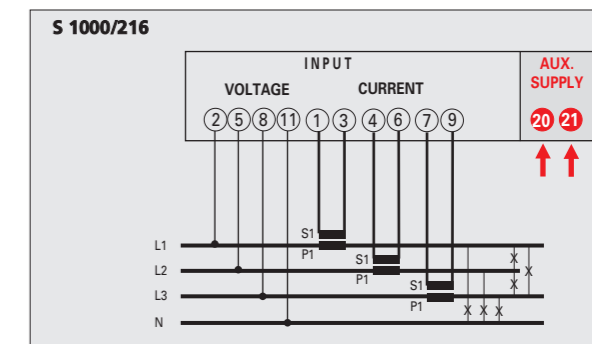 S 1000/216
INPUT
AUX.
SUPPLY
VOLTAGE CURRENT
2 5 8 11 1 3 4 6 7 9 20 21
S1
L1
P1
S1
L2
P1
S1
L3
P1
N
X X
X
X X X